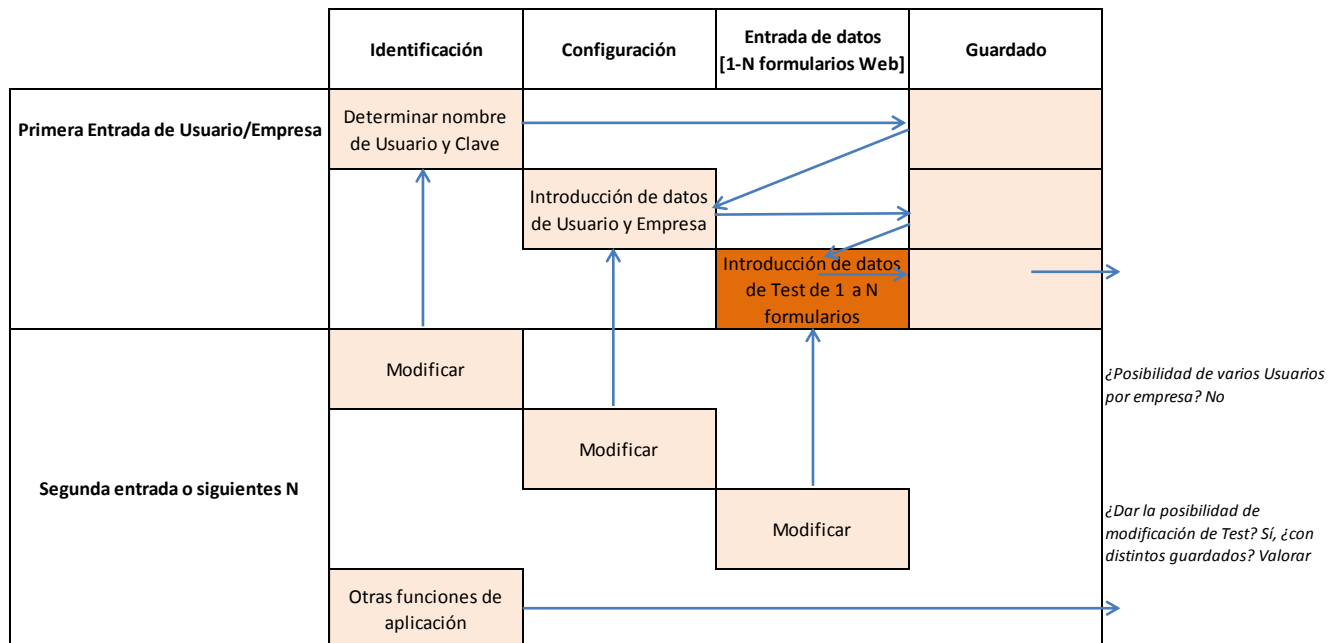 Identificación
Configuración
Entrada de datos
[1-N formularios Web]
Guardado
Primera Entrada de Usuario/Empresa
Determinar nombre
de Usuario y Clave
Introducción de datos
de Usuario y Empresa
Introducción de datos
de Test de 1 a N
formularios
Segunda entrada o siguientes N
Modificar
Modificar
Modificar
Otras funciones de
aplicación
¿Posibilidad de varios Usuarios
por empresa? No
¿Dar la posibilidad de
modificación de Test? Sí, ¿con
distintos guardados? Valorar